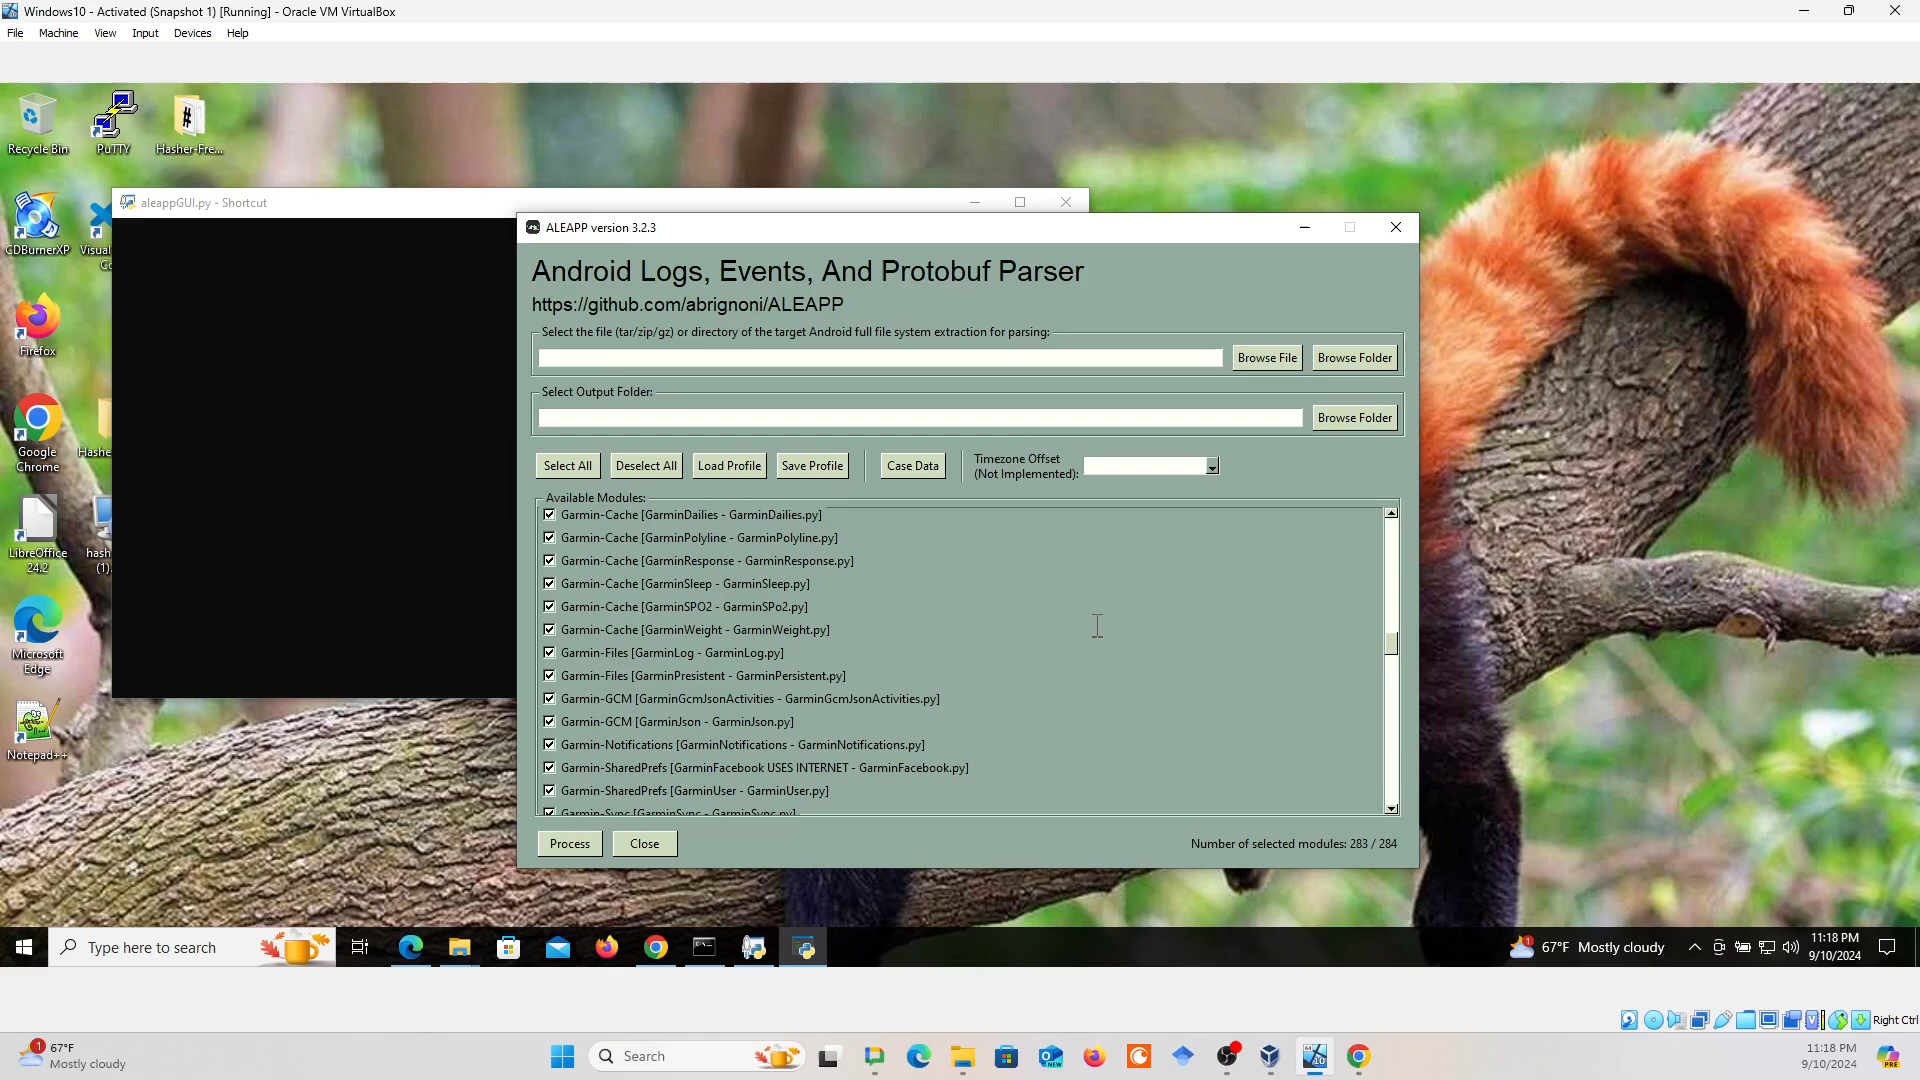 Windows10 - Activated (Snapshot 1) [Running] - Oracle VM VirtualBox
File Machine View Input Devices Help
Recycle Bin
PuTTY
Hasher-Fre...
aleappGUI.py - Shortcut
CDBurnerXP
Visual
Firefox
Google
Chrome
Hashe
LibreOffice
24.2
hash
(1).
Microsoft
Edge
Notepad++
ALEAPP version 3.2.3
Android Logs, Events, And Protobuf Parser
https://github.com/abrignoni/ALEAPP
Select the file (tar/zip/gz) or directory of the target Android full file system extraction for parsing:
Browse File
Browse Folder
Select Output Folder:
Browse Folder
Select All
Deselect All
Load Profile
Save Profile
Case Data
Timezone Offset
(Not Implemented):
Available Modules:
Garmin-Cache [GarminDailies - GarminDailies.py]
Garmin-Cache [GarminPolyline - GarminPolyline.py]
Garmin-Cache [GarminResponse - GarminResponse.py]
Garmin-Cache [GarminSleep - GarminSleep.py]
Garmin-Cache [GarminSPO2 - GarminSPo2.py]
Garmin-Cache [GarminWeight - GarminWeight.py]
Garmin-Files [GarminLog - GarminLog.py]
Garmin-Files [GarminPresistent - GarminPersistent.py]
Garmin-GCM [GarminGcmJsonActivities - GarminGcmJsonActivities.py]
Garmin-GCM [GarminJson - GarminJson.py]
Garmin-Notifications [GarminNotifications - GarminNotifications.py]
Garmin-SharedPrefs [GarminFacebook USES INTERNET - GarminFacebook.py]
Garmin-SharedPrefs [GarminUser - GarminUser.py]
Garmin-Sync [GarminSync - GarminSync.py]
Process
Close
Number of selected modules: 283 / 284
Type here to search
67°F Mostly cloudy
11:18 PM
9/10/2024
Right Ctrl
67°F
Mostly cloudy
Search
11:18 PM
9/10/2024